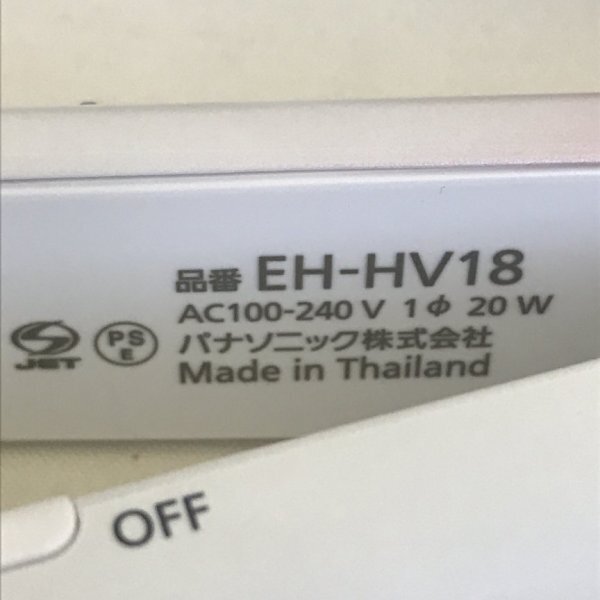 品番 EH-HV18
AC100-240 V 1φ 20 W
JET
PS
E
パナソニック株式会社
Made in Thailand
OFF